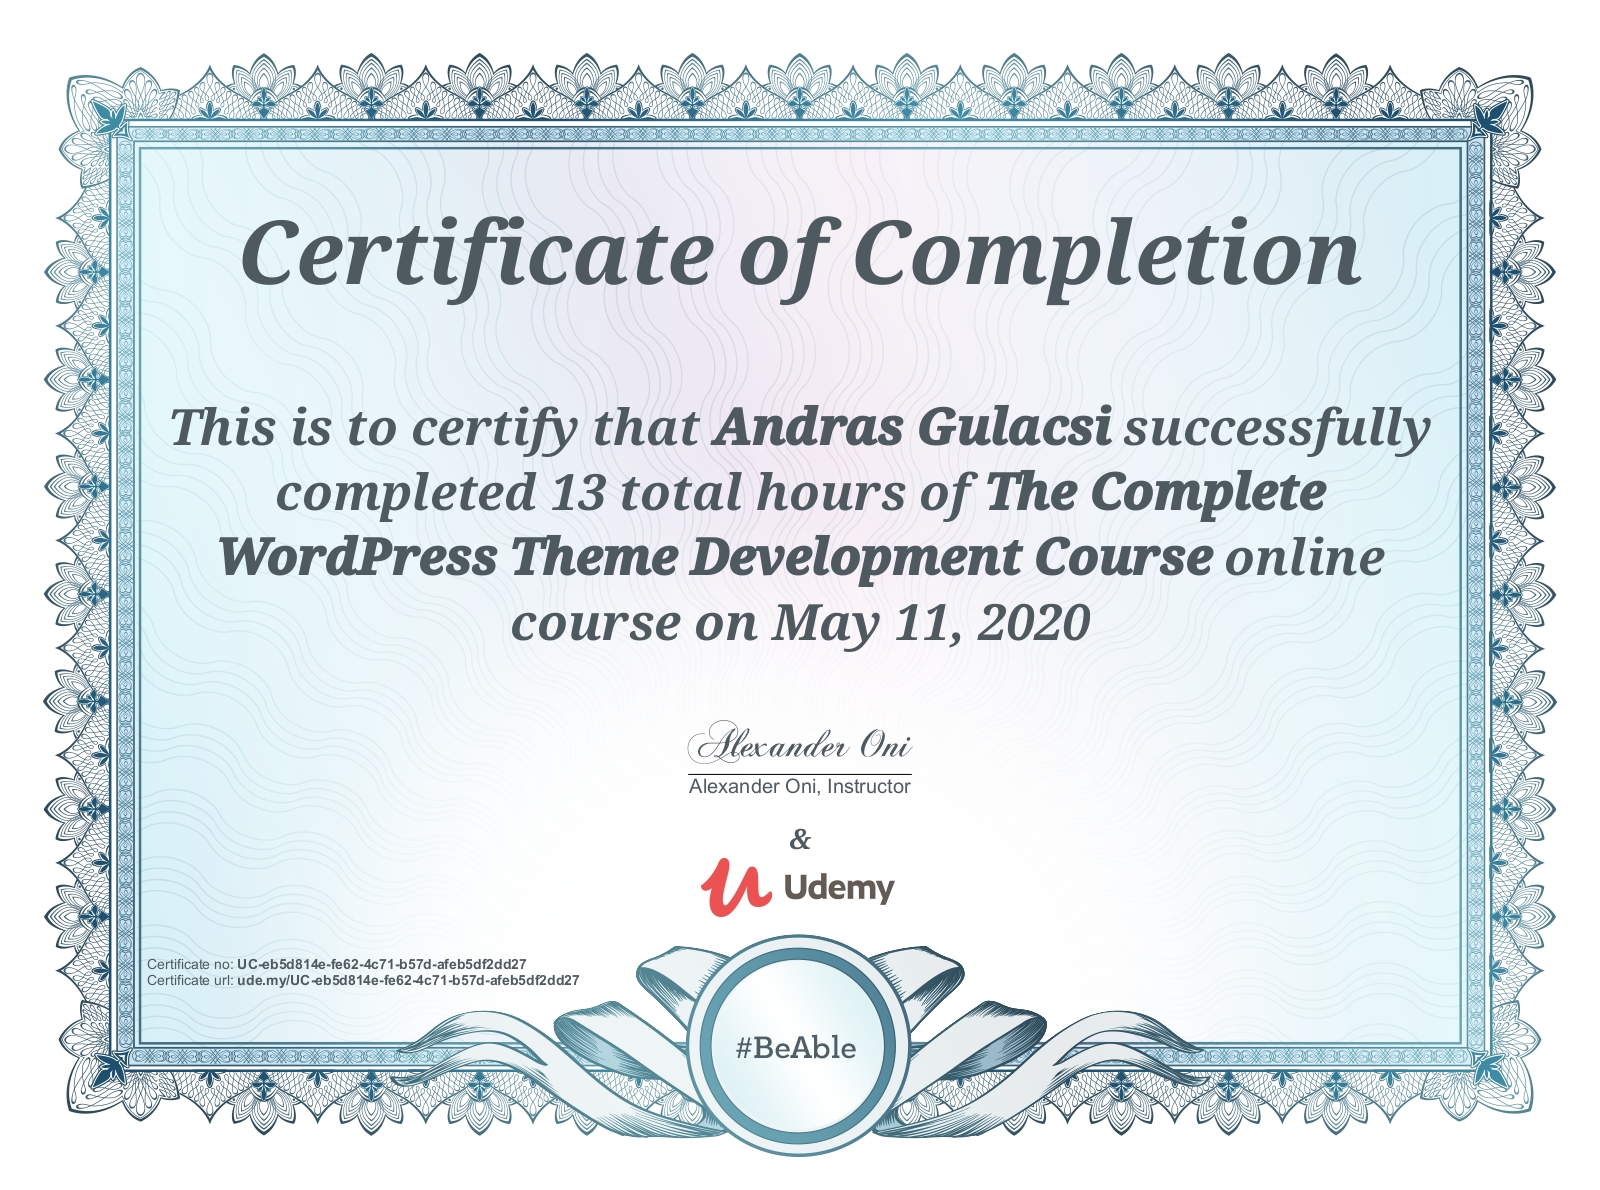 Certificate of Completion
This is to certify that Andras Gulacsi successfully
completed 13 total hours of The Complete
WordPress Theme Development Course online
course on May 11, 2020
Alexander Oni
Alexander Oni, Instructor
&
Udemy
Certificate no: UC-eb5d814e-fe62-4c71-b57d-afeb5df2dd27
Certificate url: ude.my/UC-eb5d814e-fe62-4c71-b57d-afeb5df2dd27
#BeAble